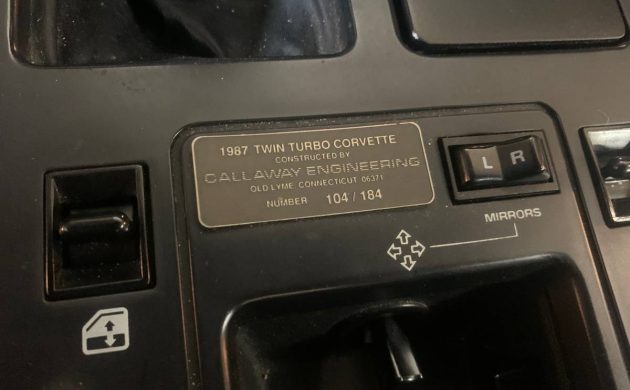 1987 TWIN TURBO CORVETTE
CONSTRUCTED BY
CALLAWAY ENGINEERING
OLD LYME, CONNECTICUT 06371
NUMBER 104 / 184
L R
MIRRORS